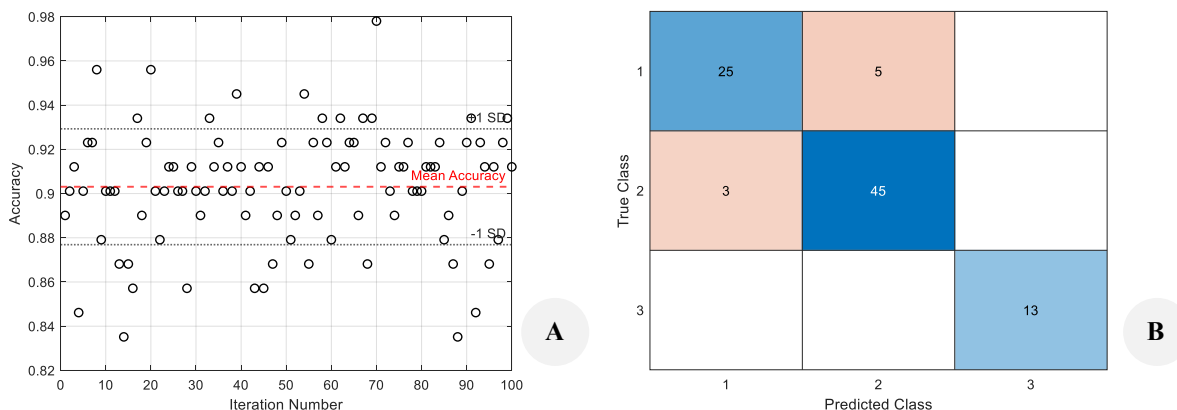 0.98
0.96
0.94
0.92
0.9
0.88
0.86
0.84
0.82
Accuracy
+1 SD
Mean Accuracy
-1 SD
0 10 20 30 40 50 60 70 80 90 100
Iteration Number
A
True Class
1 25 5
2 3 45
3 13
1 2 3
Predicted Class
B